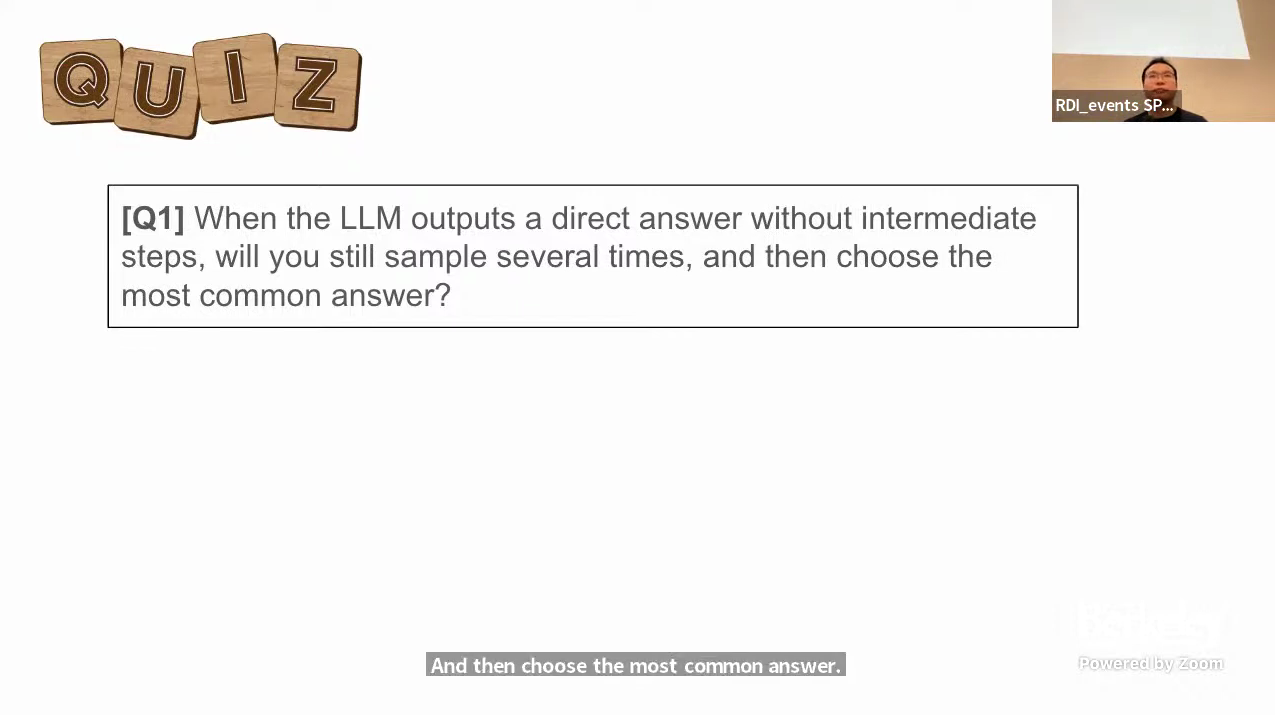 QUIZ
RDI_events SP...
[Q1] When the LLM outputs a direct answer without intermediate
steps, will you still sample several times, and then choose the
most common answer?
And then choose the most common answer.
Powered by Zoom